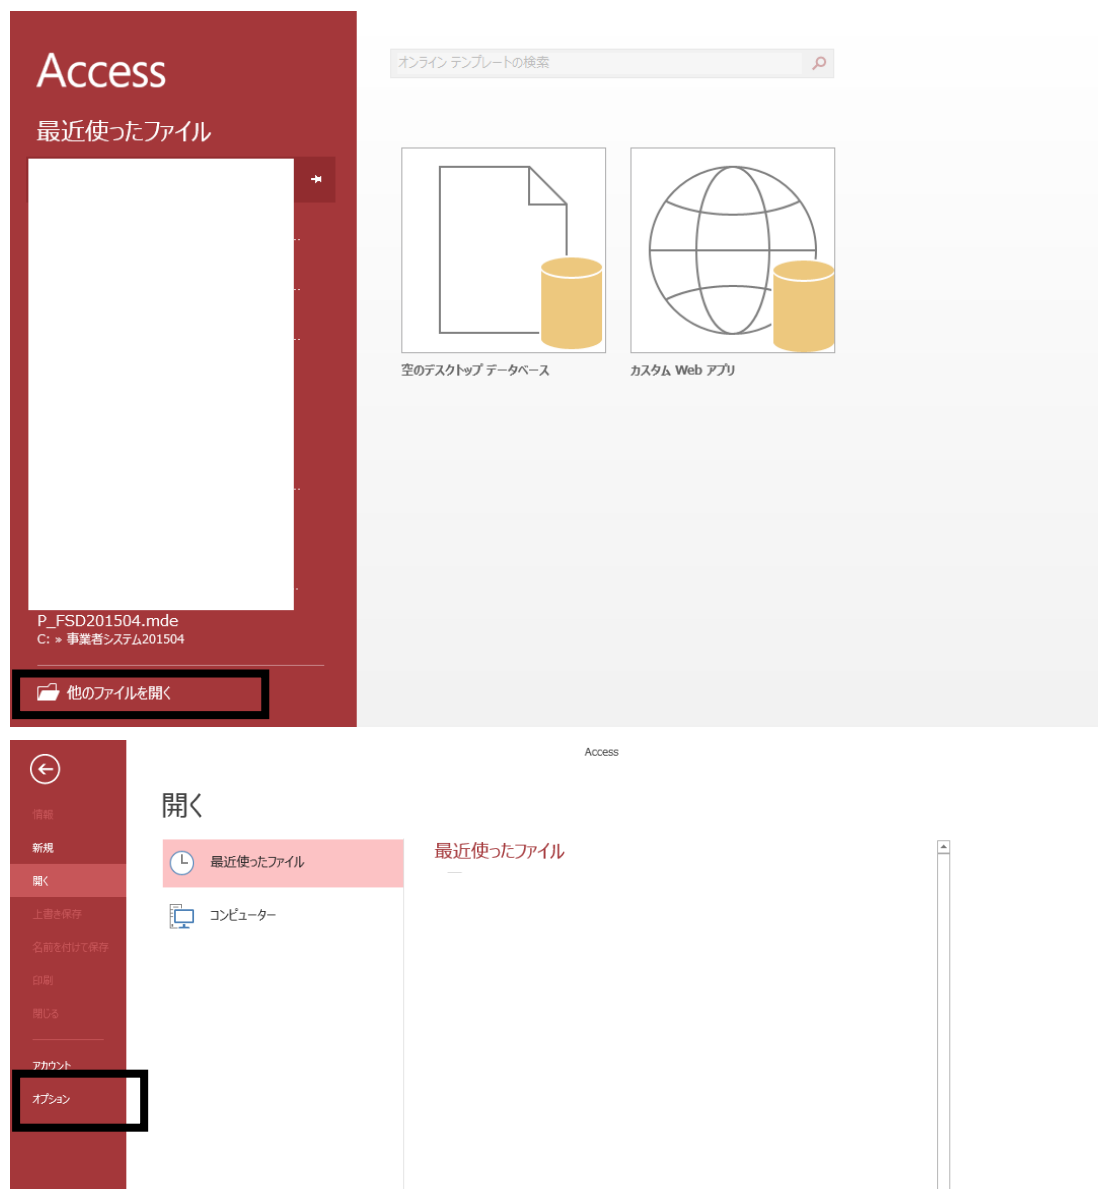 Access
オンライン テンプレートの検索
最近使ったファイル
空のデスクトップ データベース
カスタム Web アプリ
P_FSD201504.mde
C: » 事業者システム201504
他のファイルを開く
Access
開く
情報
新規
開く
上書き保存
名前を付けて保存
印刷
閉じる
アカウント
オプション
最近使ったファイル
コンピューター
最近使ったファイル